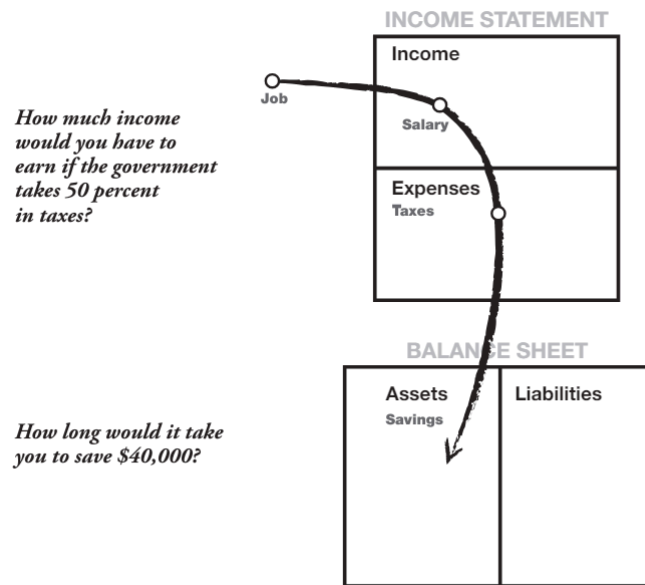 INCOME STATEMENT
Income
Job
Salary
How much income
would you have to
earn if the government
takes 50 percent
in taxes?
Expenses
Taxes
BALANCE SHEET
Assets
Liabilities
Savings
How long would it take
you to save $40,000?